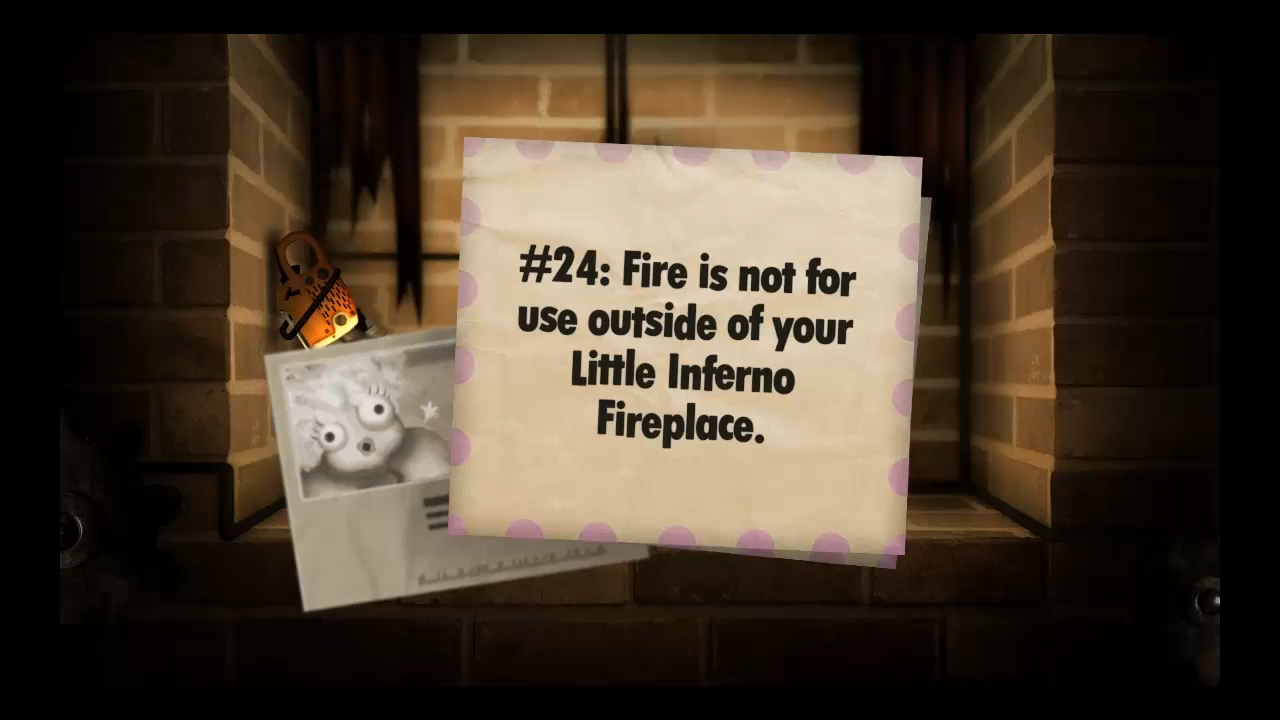 #24: Fire is not for
use outside of your
Little Inferno
Fireplace.